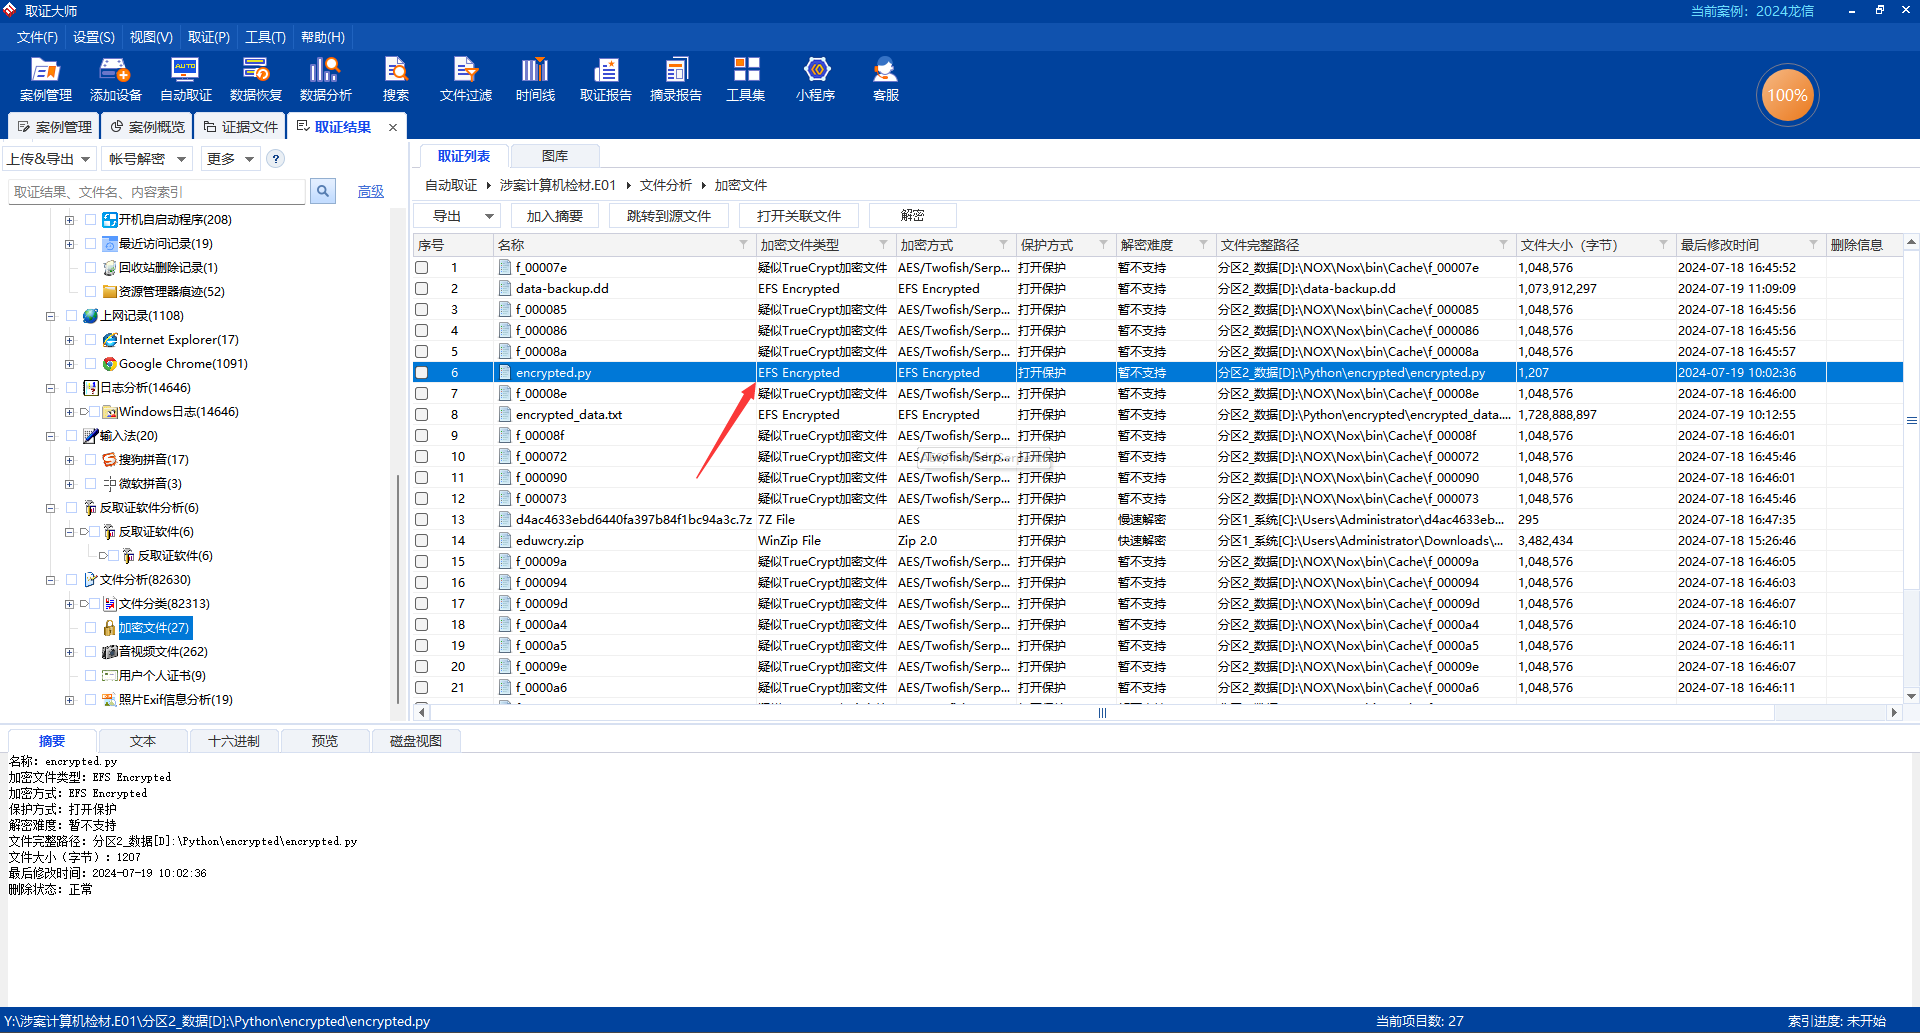 取证大师
当前案例：2024龙信
文件(F) 设置(S) 视图(V) 取证(P) 工具(T) 帮助(H)
案例管理 添加设备 自动取证 数据恢复 数据分析 搜索 文件过滤 时间线 取证报告 摘录报告 工具集 小程序 客服
AUTO
100%
案例管理 案例概览 证据文件 取证结果
上传&导出 帐号解密 更多 ?
取证结果、文件名、内容索引 高级
开机自启动程序(208)
最近访问记录(19)
回收站删除记录(1)
资源管理器痕迹(52)
上网记录(1108)
Internet Explorer(17)
Google Chrome(1091)
日志分析(14646)
Windows日志(14646)
输入法(20)
搜狗拼音(17)
微软拼音(3)
反取证软件分析(6)
反取证软件(6)
反取证软件(6)
文件分析(82630)
文件分类(82313)
加密文件(27)
音视频文件(262)
用户个人证书(9)
照片Exif信息分析(19)
取证列表 图库
自动取证 涉案计算机检材.E01 文件分析 加密文件
导出 加入摘要 跳转到源文件 打开关联文件 解密
序号 名称 加密文件类型 加密方式 保护方式 解密难度 文件完整路径 文件大小（字节） 最后修改时间 删除信息
1 f_00007e 疑似TrueCrypt加密文件 AES/Twofish/Serp... 打开保护 暂不支持 分区2_数据[D]:\NOX\Nox\bin\Cache\f_00007e 1,048,576 2024-07-18 16:45:52
2 data-backup.dd EFS Encrypted EFS Encrypted 打开保护 暂不支持 分区2_数据[D]:\data-backup.dd 1,073,912,297 2024-07-19 11:09:09
3 f_000085 疑似TrueCrypt加密文件 AES/Twofish/Serp... 打开保护 暂不支持 分区2_数据[D]:\NOX\Nox\bin\Cache\f_000085 1,048,576 2024-07-18 16:45:56
4 f_000086 疑似TrueCrypt加密文件 AES/Twofish/Serp... 打开保护 暂不支持 分区2_数据[D]:\NOX\Nox\bin\Cache\f_000086 1,048,576 2024-07-18 16:45:56
5 f_00008a 疑似TrueCrypt加密文件 AES/Twofish/Serp... 打开保护 暂不支持 分区2_数据[D]:\NOX\Nox\bin\Cache\f_00008a 1,048,576 2024-07-18 16:45:57
6 encrypted.py EFS Encrypted EFS Encrypted 打开保护 暂不支持 分区2_数据[D]:\Python\encrypted\encrypted.py 1,207 2024-07-19 10:02:36
7 f_00008e 疑似TrueCrypt加密文件 AES/Twofish/Serp... 打开保护 暂不支持 分区2_数据[D]:\NOX\Nox\bin\Cache\f_00008e 1,048,576 2024-07-18 16:46:00
8 encrypted_data.txt EFS Encrypted EFS Encrypted 打开保护 暂不支持 分区2_数据[D]:\Python\encrypted\encrypted_data.... 1,728,888,897 2024-07-19 10:12:55
9 f_00008f 疑似TrueCrypt加密文件 AES/Twofish/Serp... 打开保护 暂不支持 分区2_数据[D]:\NOX\Nox\bin\Cache\f_00008f 1,048,576 2024-07-18 16:46:01
10 f_000072 疑似TrueCrypt加密文件 AES/Twofish/Serp... 打开保护 暂不支持 分区2_数据[D]:\NOX\Nox\bin\Cache\f_000072 1,048,576 2024-07-18 16:45:46
11 f_000090 疑似TrueCrypt加密文件 AES/Twofish/Serp... 打开保护 暂不支持 分区2_数据[D]:\NOX\Nox\bin\Cache\f_000090 1,048,576 2024-07-18 16:46:01
12 f_000073 疑似TrueCrypt加密文件 AES/Twofish/Serp... 打开保护 暂不支持 分区2_数据[D]:\NOX\Nox\bin\Cache\f_000073 1,048,576 2024-07-18 16:45:46
13 d4ac4633ebd6440fa397b84f1bc94a3c.7z 7Z File AES 打开保护 慢速解密 分区1_系统[C]:\Users\Administrator\d4ac4633eb... 295 2024-07-18 16:47:35
14 eduwcry.zip WinZip File Zip 2.0 打开保护 快速解密 分区1_系统[C]:\Users\Administrator\Downloads\... 3,482,434 2024-07-18 15:26:46
15 f_00009a 疑似TrueCrypt加密文件 AES/Twofish/Serp... 打开保护 暂不支持 分区2_数据[D]:\NOX\Nox\bin\Cache\f_00009a 1,048,576 2024-07-18 16:46:05
16 f_000094 疑似TrueCrypt加密文件 AES/Twofish/Serp... 打开保护 暂不支持 分区2_数据[D]:\NOX\Nox\bin\Cache\f_000094 1,048,576 2024-07-18 16:46:03
17 f_00009d 疑似TrueCrypt加密文件 AES/Twofish/Serp... 打开保护 暂不支持 分区2_数据[D]:\NOX\Nox\bin\Cache\f_00009d 1,048,576 2024-07-18 16:46:07
18 f_0000a4 疑似TrueCrypt加密文件 AES/Twofish/Serp... 打开保护 暂不支持 分区2_数据[D]:\NOX\Nox\bin\Cache\f_0000a4 1,048,576 2024-07-18 16:46:10
19 f_0000a5 疑似TrueCrypt加密文件 AES/Twofish/Serp... 打开保护 暂不支持 分区2_数据[D]:\NOX\Nox\bin\Cache\f_0000a5 1,048,576 2024-07-18 16:46:11
20 f_00009e 疑似TrueCrypt加密文件 AES/Twofish/Serp... 打开保护 暂不支持 分区2_数据[D]:\NOX\Nox\bin\Cache\f_00009e 1,048,576 2024-07-18 16:46:07
21 f_0000a6 疑似TrueCrypt加密文件 AES/Twofish/Serp... 打开保护 暂不支持 分区2_数据[D]:\NOX\Nox\bin\Cache\f_0000a6 1,048,576 2024-07-18 16:46:11
摘要 文本 十六进制 预览 磁盘视图
名称：encrypted.py
加密文件类型：EFS Encrypted
加密方式：EFS Encrypted
保护方式：打开保护
解密难度：暂不支持
文件完整路径：分区2_数据[D]:\Python\encrypted\encrypted.py
文件大小（字节）：1207
最后修改时间：2024-07-19 10:02:36
删除状态：正常
Y:\涉案计算机检材.E01\分区2_数据[D]:\Python\encrypted\encrypted.py
当前项目数: 27
索引进度: 未开始